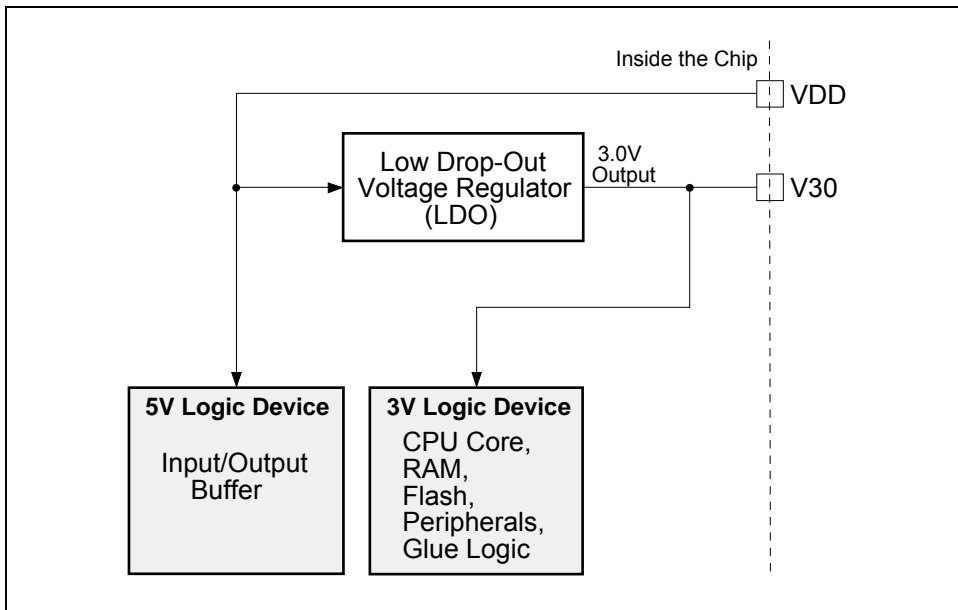 Inside the Chip
VDD
Low Drop-Out
Voltage Regulator
(LDO)
3.0V
Output
V30
5V Logic Device
Input/Output
Buffer
3V Logic Device
CPU Core,
RAM,
Flash,
Peripherals,
Glue Logic